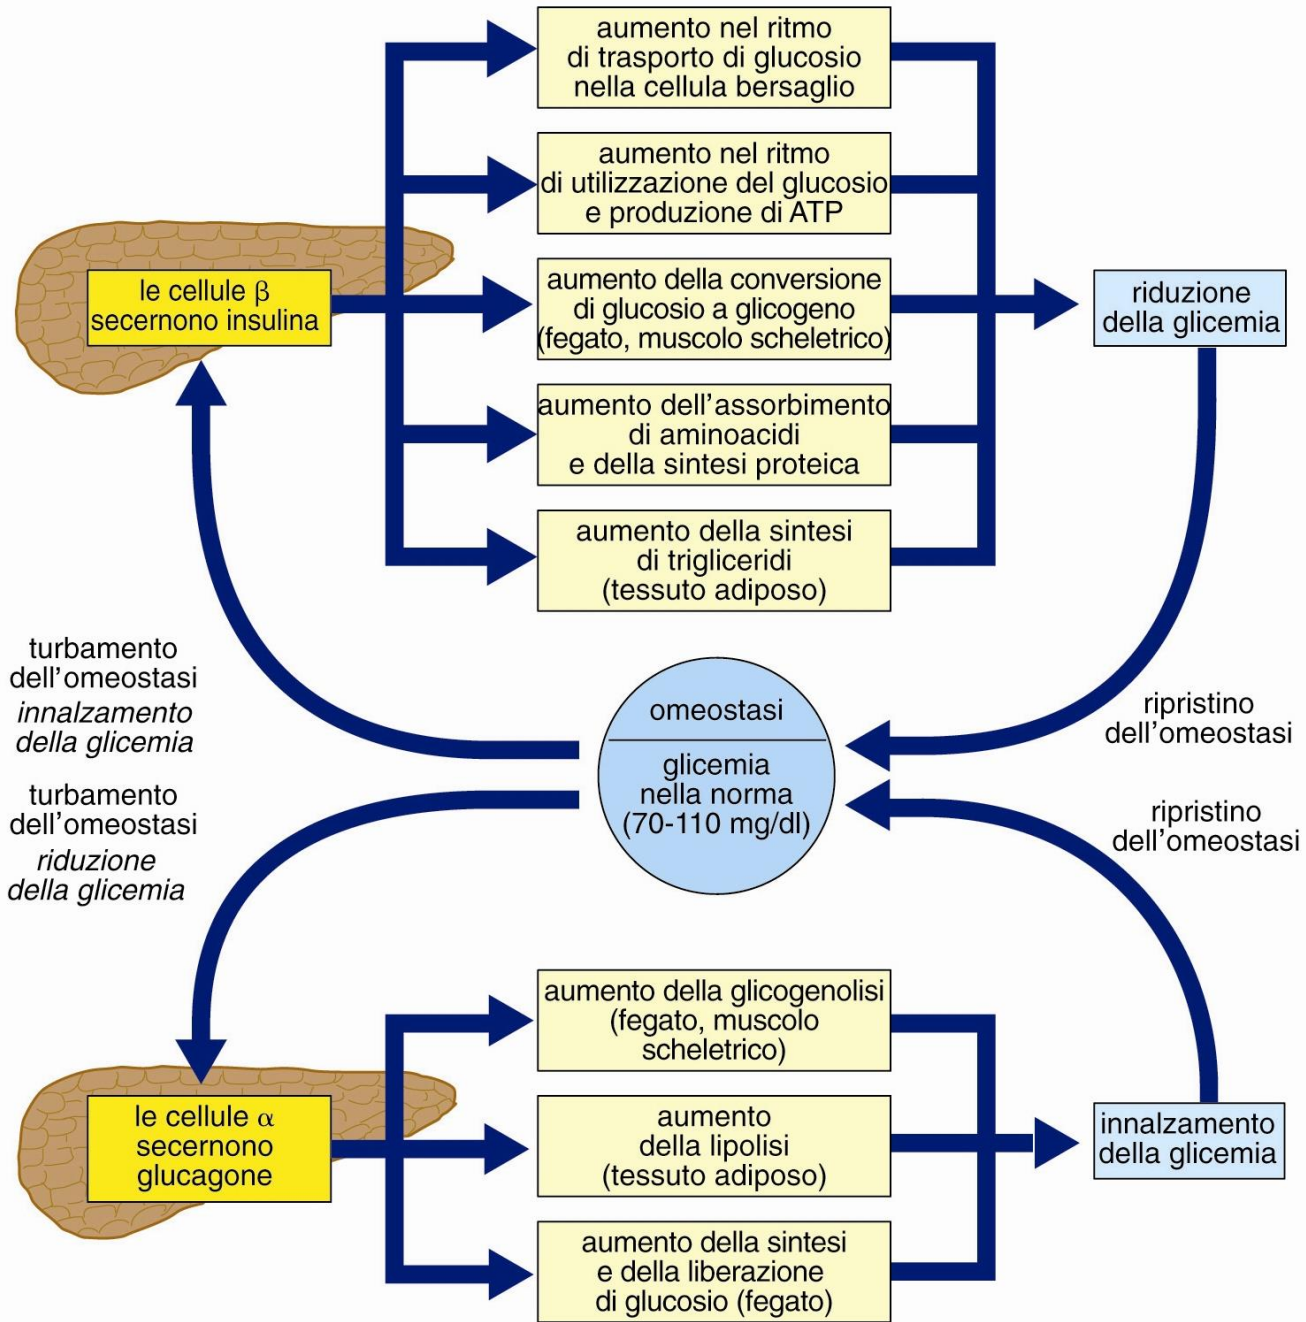 aumento nel ritmo
di trasporto di glucosio
nella cellula bersaglio
aumento nel ritmo
di utilizzazione del glucosio
e produzione di ATP
le cellule β
secernono insulina
aumento della conversione
di glucosio a glicogeno
(fegato, muscolo scheletrico)
riduzione
della glicemia
aumento dell'assorbimento
di aminoacidi
e della sintesi proteica
aumento della sintesi
di trigliceridi
(tessuto adiposo)
turbamento
dell'omeostasi
innalzamento
della glicemia
omeostasi
glicemia
nella norma
(70-110 mg/dl)
ripristino
dell'omeostasi
turbamento
dell'omeostasi
riduzione
della glicemia
ripristino
dell'omeostasi
aumento della glicogenolisi
(fegato, muscolo
scheletrico)
le cellule α
secernono
glucagone
aumento
della lipolisi
(tessuto adiposo)
innalzamento
della glicemia
aumento della sintesi
e della liberazione
di glucosio (fegato)